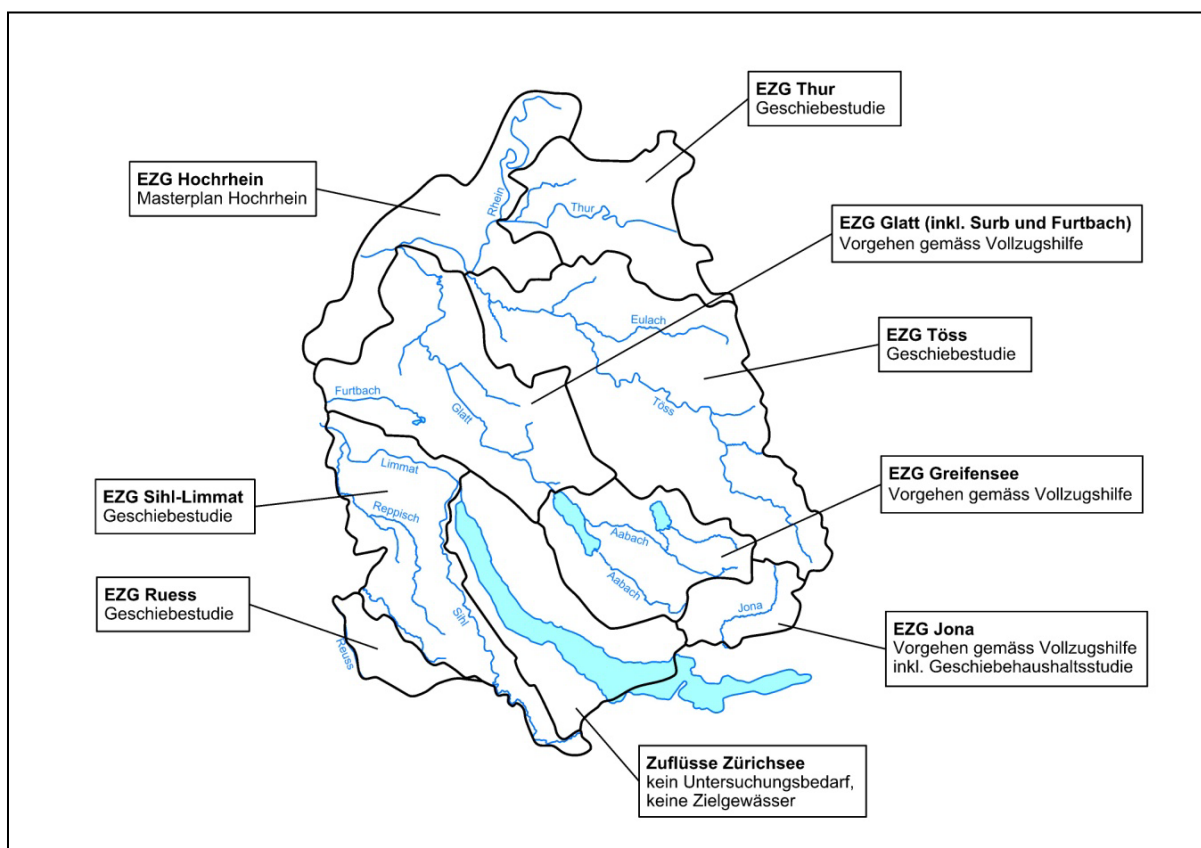 EZG Thur
Geschiebestudie
EZG Hochrhein
Masterplan Hochrhein
Rhein
Thur
EZG Glatt (inkl. Surb und Furtbach)
Vorgehen gemäss Vollzugshilfe
Eulach
EZG Töss
Geschiebestudie
Furtbach
Glatt
Töss
Limmat
EZG Greifensee
Vorgehen gemäss Vollzugshilfe
EZG Sihl-Limmat
Geschiebestudie
Reppisch
Aabach
Aabach
EZG Ruess
Geschiebestudie
Sihl
Jona
Reuss
EZG Jona
Vorgehen gemäss Vollzugshilfe
inkl. Geschiebehaushaltsstudie
Zuflüsse Zürichsee
kein Untersuchungsbedarf,
keine Zielgewässer